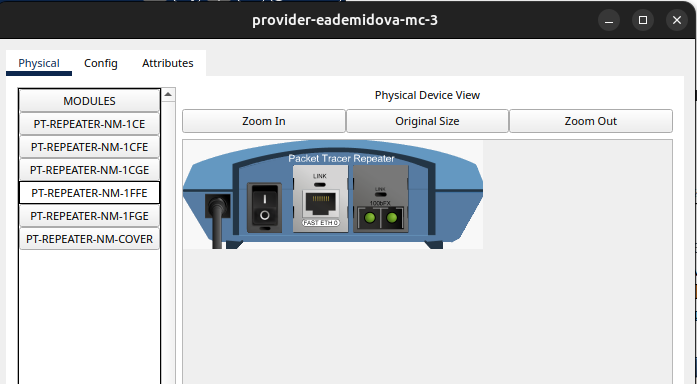 provider-eademidova-mc-3
Physical Config Attributes
MODULES
PT-REPEATER-NM-1CE
PT-REPEATER-NM-1CFE
PT-REPEATER-NM-1CGE
PT-REPEATER-NM-1FFE
PT-REPEATER-NM-1FGE
PT-REPEATER-NM-COVER
Physical Device View
Zoom In Original Size Zoom Out
Packet Tracer Repeater
LINK
FAST ETH 0
LINK
100bFX